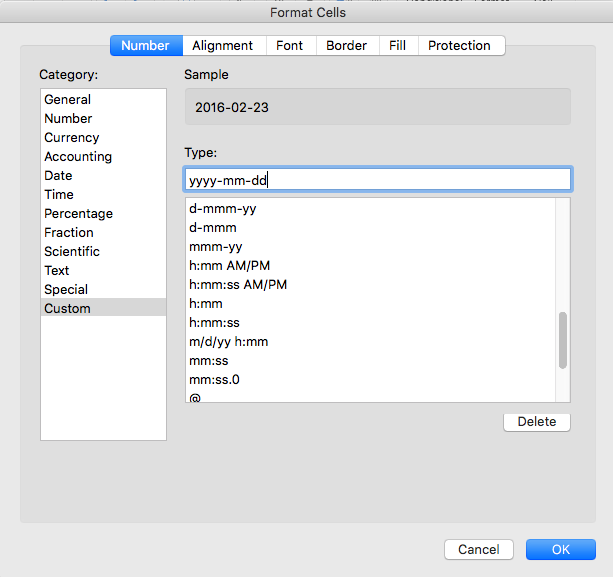 Format Cells
Number Alignment Font Border Fill Protection
Category:
General
Number
Currency
Accounting
Date
Time
Percentage
Fraction
Scientific
Text
Special
Custom
Sample
2016-02-23
Type:
yyyy-mm-dd
d-mmm-yy
d-mmm
mmm-yy
h:mm AM/PM
h:mm:ss AM/PM
h:mm
h:mm:ss
m/d/yy h:mm
mm:ss
mm:ss.0
@
Delete
Cancel OK